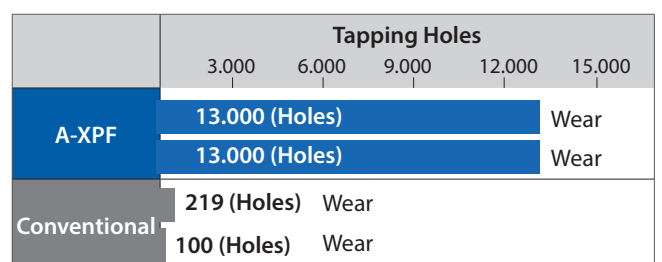 Tapping Holes
3.000 6.000 9.000 12.000 15.000
A-XPF
13.000 (Holes) Wear
13.000 (Holes) Wear
Conventional
219 (Holes) Wear
100 (Holes) Wear